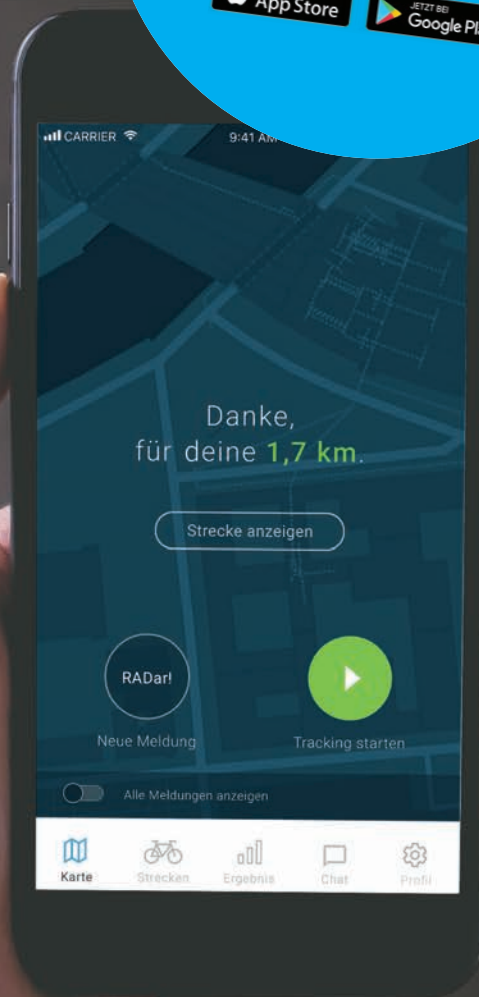 App Store
JETZT BEI
Google Pl
CARRIER
9:41 AM
Danke,
für deine 1,7 km.
Strecke anzeigen
RADar!
Neue Meldung
Tracking starten
Alle Meldungen anzeigen
Karte
Strecken
Ergebnis
Chat
Profil